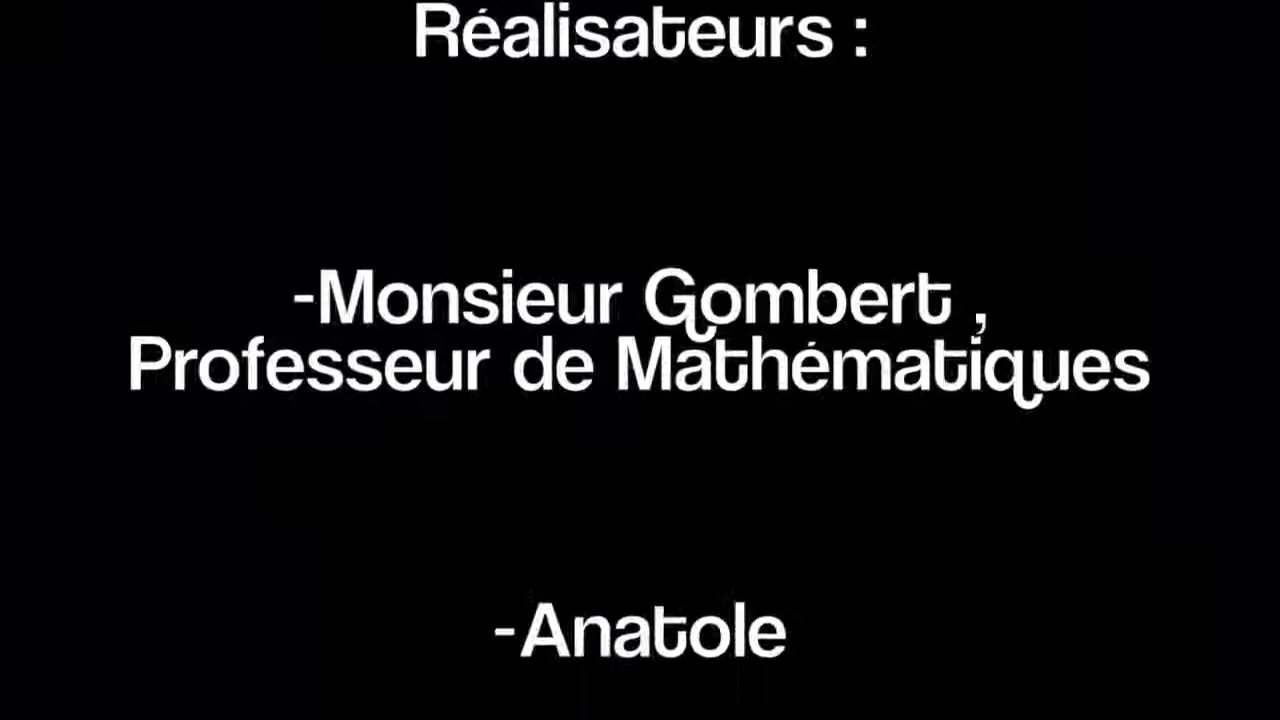 Réalisateurs :
-Monsieur Gombert ,
Professeur de Mathématiques
-Anatole